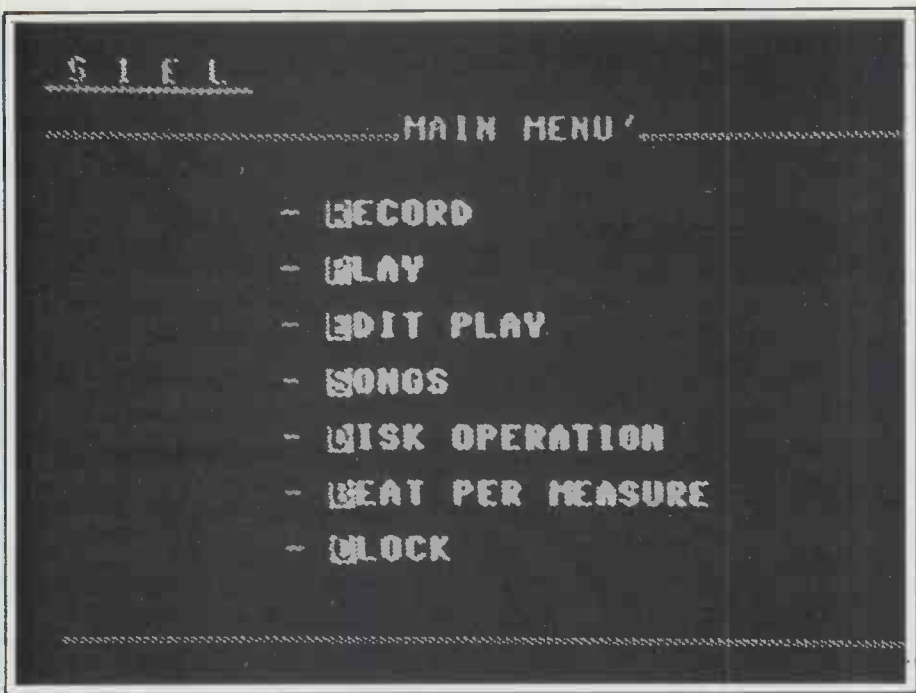 S I E L
MAIN MENU'
- RECORD
- PLAY
- EDIT PLAY
- SONGS
- DISK OPERATION
- BEAT PER MEASURE
- CLOCK